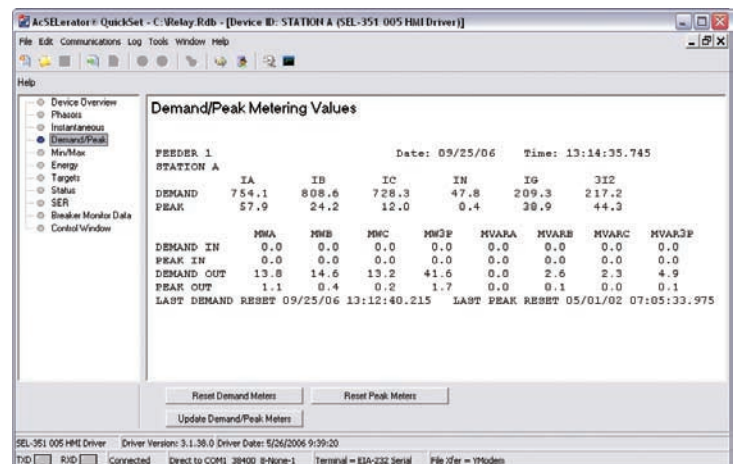 AcSELerator® QuickSet - C:\Relay.Rdb - [Device ID: STATION A (SEL-351 005 HMI Driver)]
File Edit Communications Log Tools Window Help
Help
Device Overview
Phasors
Instantaneous
Demand/Peak
Min/Max
Energy
Targets
Status
SER
Breaker Monitor Data
Control Window
Demand/Peak Metering Values
FEEDER 1 Date: 09/25/06 Time: 13:14:35.745
STATION A
IA IB IC IN IG 3I2
DEMAND 754.1 808.6 728.3 47.8 209.3 217.2
PEAK 57.9 24.2 12.0 0.4 38.9 44.3
MWA MWB MWC MW3P MVARA MVARB MVARC MVAR3P
DEMAND IN 0.0 0.0 0.0 0.0 0.0 0.0 0.0 0.0
PEAK IN 0.0 0.0 0.0 0.0 0.0 0.0 0.0 0.0
DEMAND OUT 13.8 14.6 13.2 41.6 0.0 2.6 2.3 4.9
PEAK OUT 1.1 0.4 0.2 1.7 0.0 0.1 0.0 0.1
LAST DEMAND RESET 09/25/06 13:12:40.215 LAST PEAK RESET 05/01/02 07:05:33.975
Reset Demand Meters Reset Peak Meters
Update Demand/Peak Meters
SEL-351 005 HMI Driver Driver Version: 3.1.38.0 Driver Date: 5/26/2006 9:39:20
TXD RXD Connected Direct to COM1 38400 8-None-1 Terminal = EIA-232 Serial File Xfer = YModem